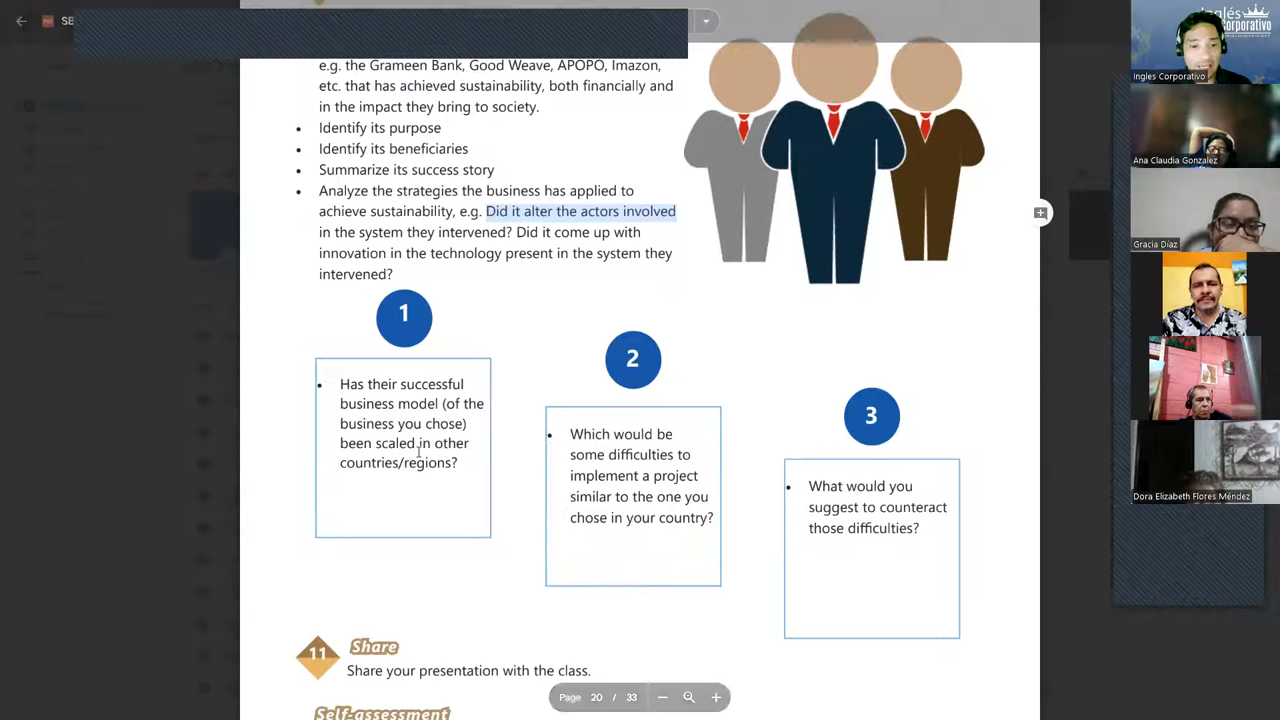 SB
e.g. the Grameen Bank, Good Weave, APOPO, Imazon,
etc. that has achieved sustainability, both financially and
in the impact they bring to society.
• Identify its purpose
• Identify its beneficiaries
• Summarize its success story
• Analyze the strategies the business has applied to
achieve sustainability, e.g. Did it alter the actors involved
in the system they intervened? Did it come up with
innovation in the technology present in the system they
intervened?
1
• Has their successful
business model (of the
business you chose)
been scaled in other
countries/regions?
2
• Which would be
some difficulties to
implement a project
similar to the one you
chose in your country?
3
• What would you
suggest to counteract
those difficulties?
11
Share
Share your presentation with the class.
Self-assessment
Page 20 / 33
Inglés
Corporativo
Ingles Corporativo
Ana Claudia Gonzalez
Gracia Díaz
Dora Elizabeth Flores Méndez